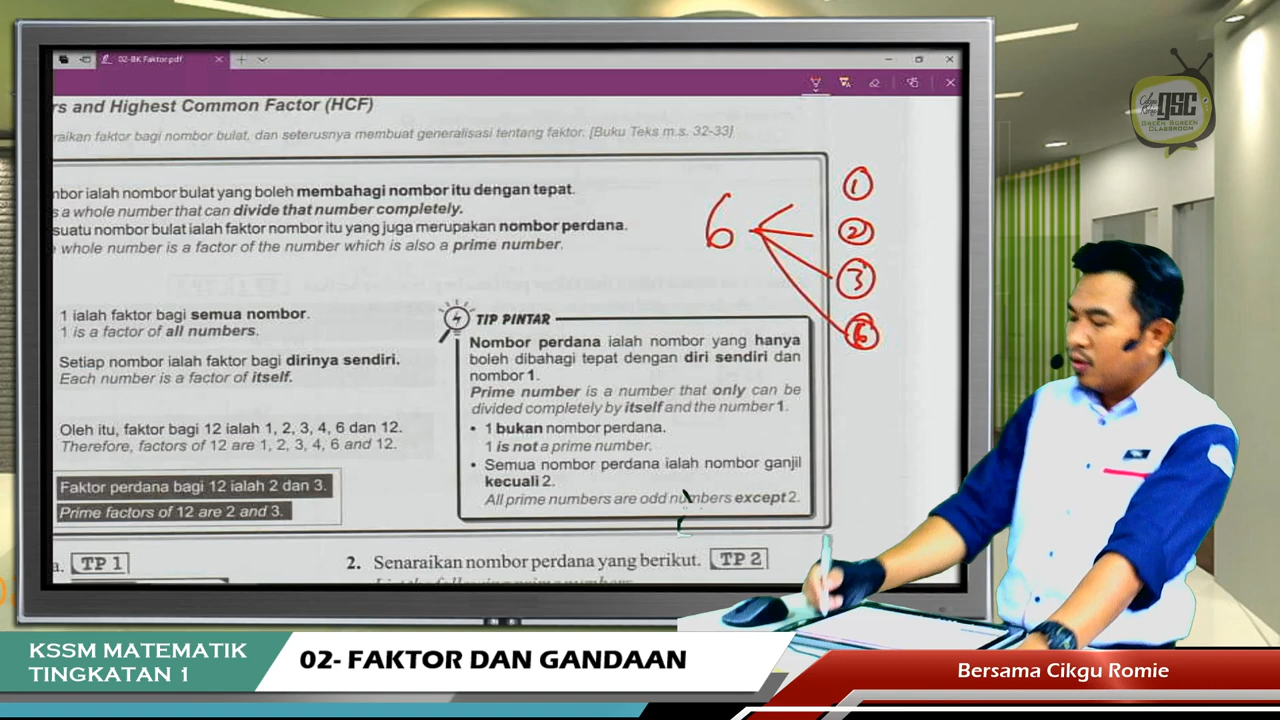 02-BK Faktor.pdf
rs and Highest Common Factor (HCF)
araikan faktor bagi nombor bulat, dan seterusnya membuat generalisasi tentang faktor. [Buku Teks m.s. 32-33]
nbor ialah nombor bulat yang boleh membahagi nombor itu dengan tepat.
s a whole number that can divide that number completely.
suatu nombor bulat ialah faktor nombor itu yang juga merupakan nombor perdana.
whole number is a factor of the number which is also a prime number.
6
1
2
3
6
1 ialah faktor bagi semua nombor.
1 is a factor of all numbers.
Setiap nombor ialah faktor bagi dirinya sendiri.
Each number is a factor of itself.
Oleh itu, faktor bagi 12 ialah 1, 2, 3, 4, 6 dan 12.
Therefore, factors of 12 are 1, 2, 3, 4, 6 and 12.
Faktor perdana bagi 12 ialah 2 dan 3.
Prime factors of 12 are 2 and 3.
TIP PINTAR
Nombor perdana ialah nombor yang hanya
boleh dibahagi tepat dengan diri sendiri dan
nombor 1.
Prime number is a number that only can be
divided completely by itself and the number 1.
• 1 bukan nombor perdana.
1 is not a prime number.
• Semua nombor perdana ialah nombor ganjil
kecuali 2.
All prime numbers are odd numbers except 2.
a. TP 1
2. Senaraikan nombor perdana yang berikut. TP 2
Cikgu Romie GSC
GREEN SCREEN
CLASSROOM
KSSM MATEMATIK
TINGKATAN 1
02- FAKTOR DAN GANDAAN
Bersama Cikgu Romie